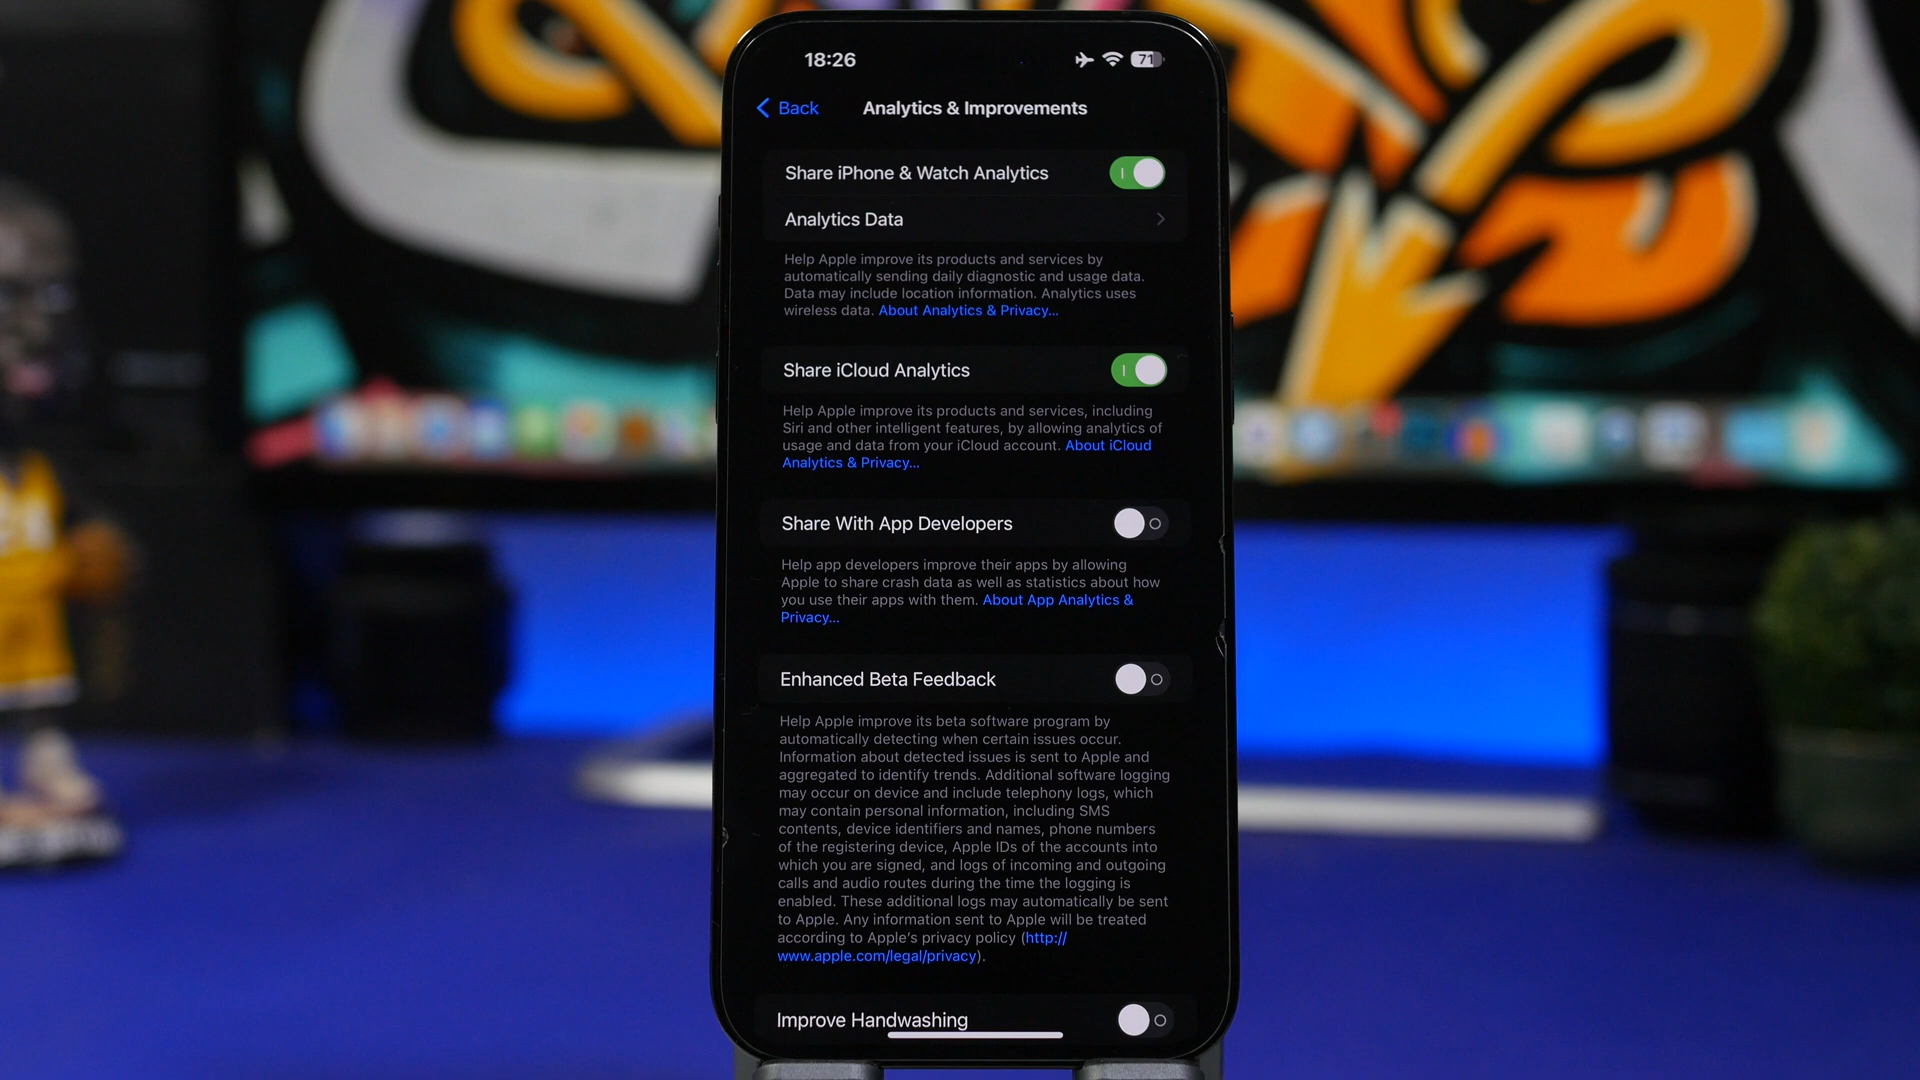 18:26
71
Back
Analytics & Improvements
Share iPhone & Watch Analytics
Analytics Data
Help Apple improve its products and services by
automatically sending daily diagnostic and usage data.
Data may include location information. Analytics uses
wireless data. About Analytics & Privacy...
Share iCloud Analytics
Help Apple improve its products and services, including
Siri and other intelligent features, by allowing analytics of
usage and data from your iCloud account. About iCloud
Analytics & Privacy...
Share With App Developers
Help app developers improve their apps by allowing
Apple to share crash data as well as statistics about how
you use their apps with them. About App Analytics &
Privacy...
Enhanced Beta Feedback
Help Apple improve its beta software program by
automatically detecting when certain issues occur.
Information about detected issues is sent to Apple and
aggregated to identify trends. Additional software logging
may occur on device and include telephony logs, which
may contain personal information, including SMS
contents, device identifiers and names, phone numbers
of the registering device, Apple IDs of the accounts into
which you are signed, and logs of incoming and outgoing
calls and audio routes during the time the logging is
enabled. These additional logs may automatically be sent
to Apple. Any information sent to Apple will be treated
according to Apple's privacy policy (http://
www.apple.com/legal/privacy).
Improve Handwashing